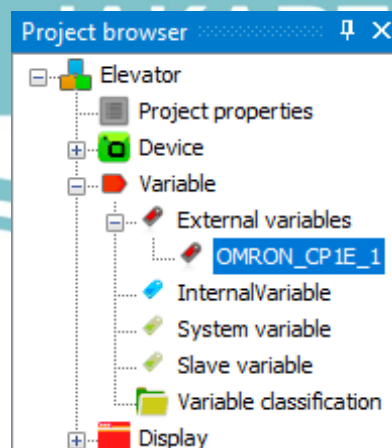 Project browser
Elevator
Project properties
Device
Variable
External variables
OMRON_CP1E_1
InternalVariable
System variable
Slave variable
Variable classification
Display